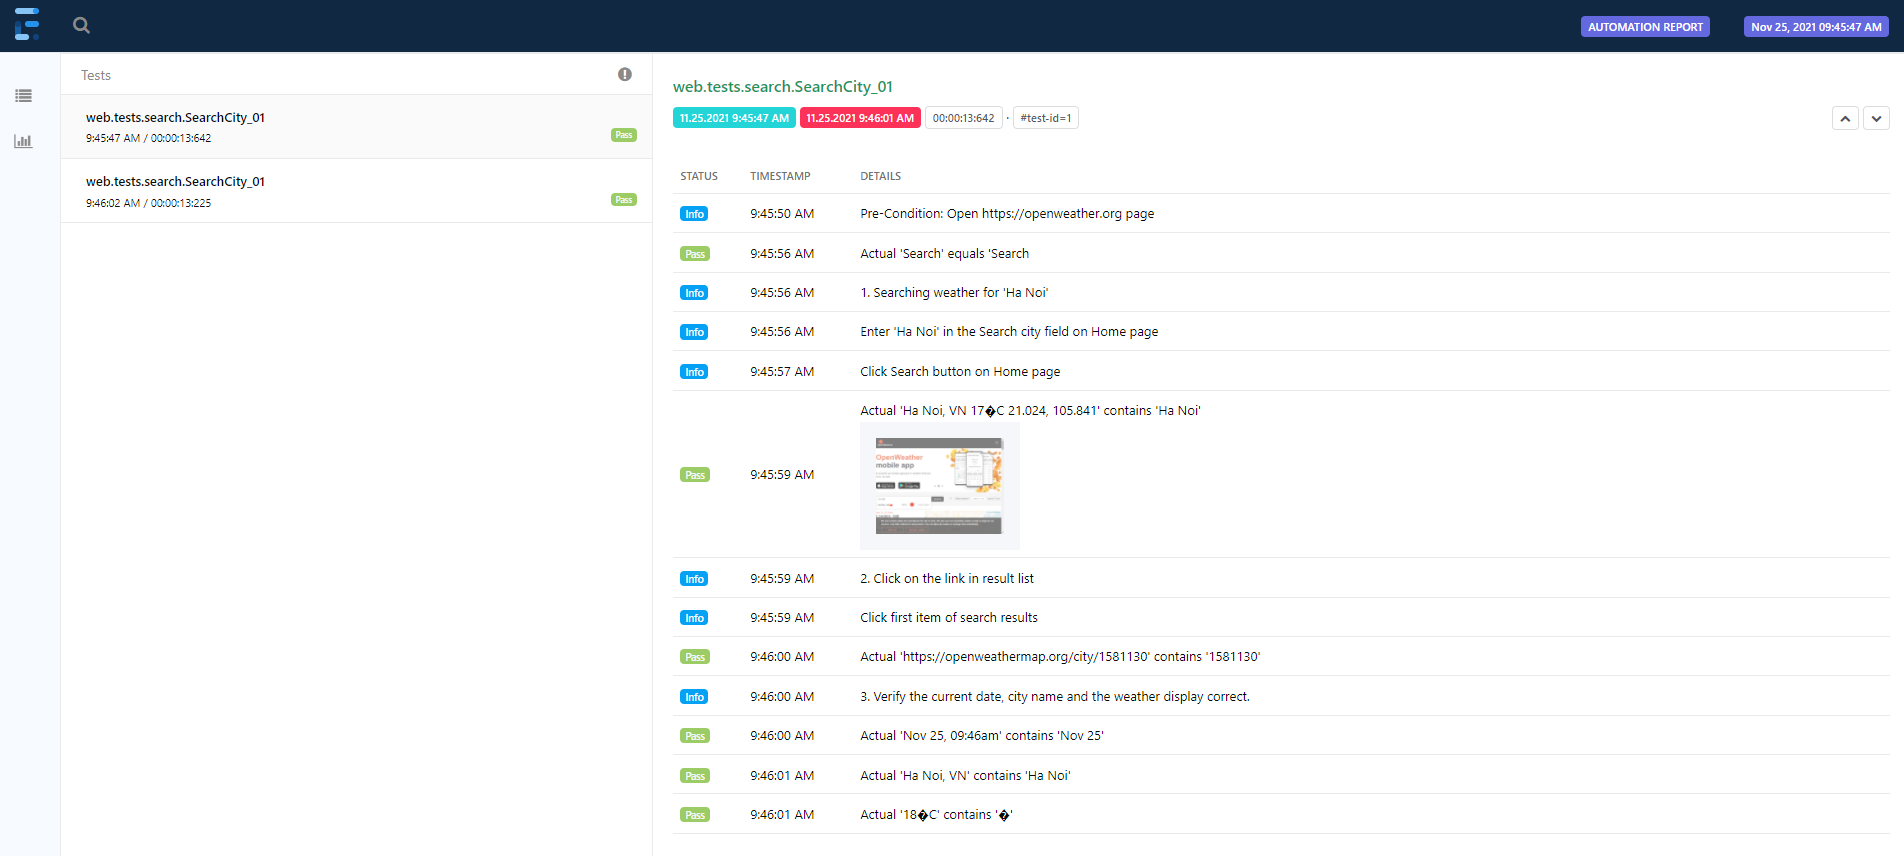 AUTOMATION REPORT
Nov 25, 2021 09:45:47 AM
Tests
web.tests.search.SearchCity_01
9:45:47 AM / 00:00:13:642
Pass
web.tests.search.SearchCity_01
9:46:02 AM / 00:00:13:225
Pass
web.tests.search.SearchCity_01
11.25.2021 9:45:47 AM 11.25.2021 9:46:01 AM 00:00:13:642 · #test-id=1
STATUS TIMESTAMP DETAILS
Info 9:45:50 AM Pre-Condition: Open https://openweather.org page
Pass 9:45:56 AM Actual 'Search' equals 'Search
Info 9:45:56 AM 1. Searching weather for 'Ha Noi'
Info 9:45:56 AM Enter 'Ha Noi' in the Search city field on Home page
Info 9:45:57 AM Click Search button on Home page
Pass 9:45:59 AM Actual 'Ha Noi, VN 17�C 21.024, 105.841' contains 'Ha Noi'
OpenWeather
mobile app
Info 9:45:59 AM 2. Click on the link in result list
Info 9:45:59 AM Click first item of search results
Pass 9:46:00 AM Actual 'https://openweathermap.org/city/1581130' contains '1581130'
Info 9:46:00 AM 3. Verify the current date, city name and the weather display correct.
Pass 9:46:00 AM Actual 'Nov 25, 09:46am' contains 'Nov 25'
Pass 9:46:01 AM Actual 'Ha Noi, VN' contains 'Ha Noi'
Pass 9:46:01 AM Actual '18�C' contains '�'